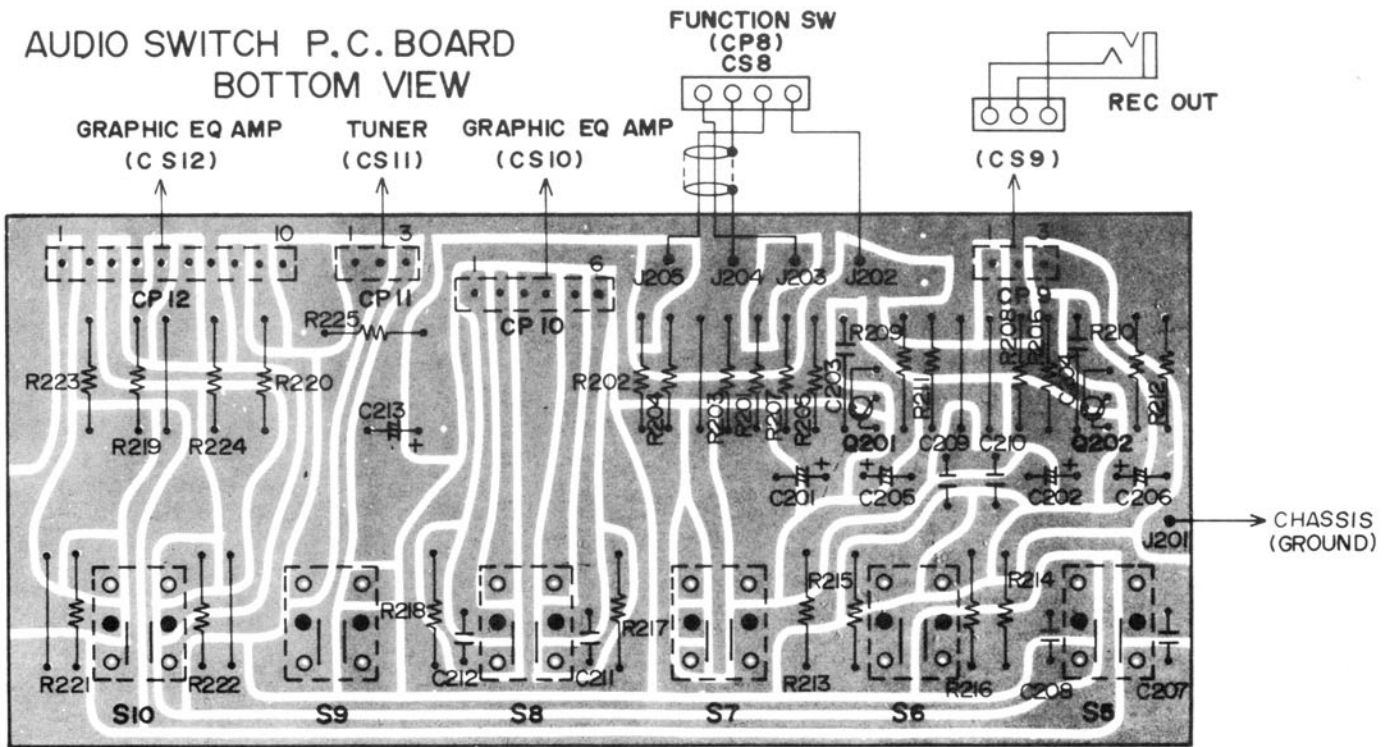 AUDIO SWITCH P.C. BOARD
BOTTOM VIEW
FUNCTION SW
(CP8)
CS8
REC OUT
GRAPHIC EQ AMP
(CS12)
TUNER
(CS11)
GRAPHIC EQ AMP
(CS10)
(CS9)
1 10
CP12
1 3
CP11
1 6
CP10
J205 J204 J203 J202
1 3
CP9
R225
R223 R219 R224 R220
C213 +
R202 R204 R203 R201 R207 R205 C203 R209 R211 R208 R206 C204 R210 R212
Q201 C209 C210 Q202
C201 + C205 + C202 + C206 +
J201
CHASSIS
(GROUND)
R221 R222 R218 C212 C211 R217 R213 R215 R216 R214 C208 C207
S10 S9 S8 S7 S6 S5